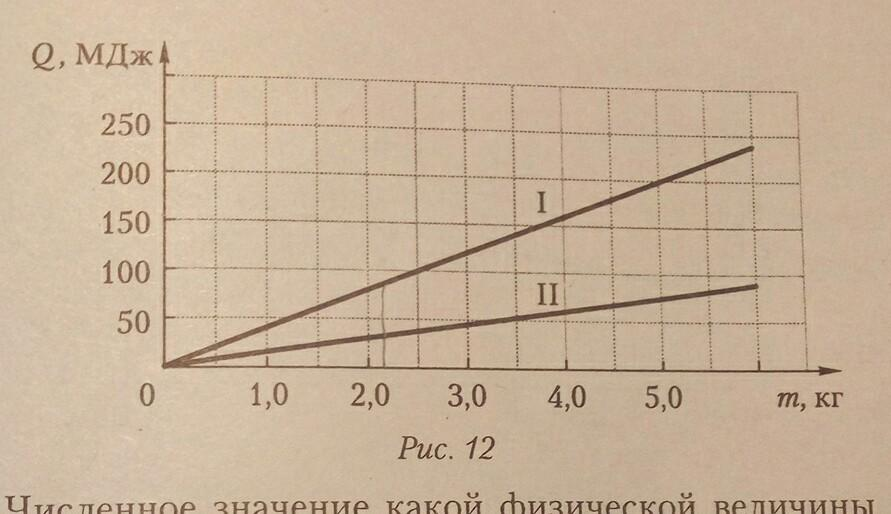 Q, МДж
250
200
150
100
50
I
II
0 1,0 2,0 3,0 4,0 5,0 m, кг
Рис. 12
Численное значение какой физической величины